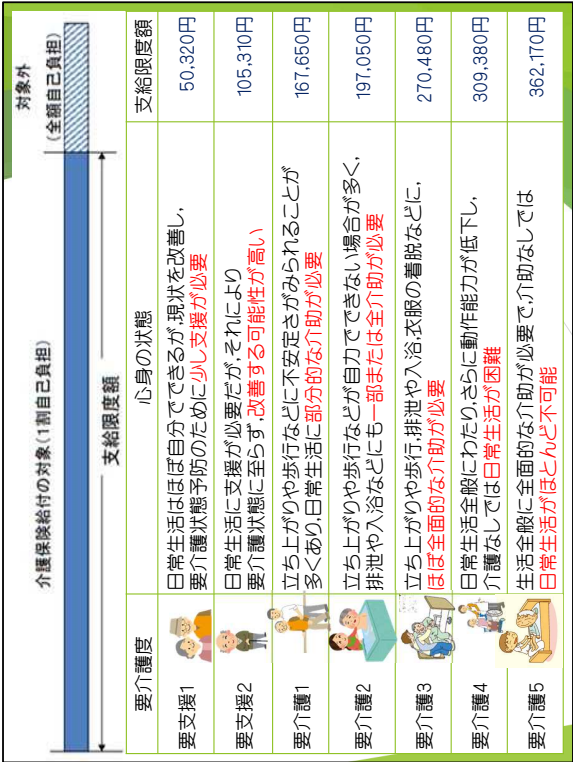 介護保険給付の対象(1割自己負担)
対象外
(全額自己負担)
支給限度額
要介護度
心身の状態
支給限度額
要支援1
日常生活はほぼ自分でできるが,現状を改善し,
要介護状態予防のために少し支援が必要
50,320円
要支援2
日常生活に支援が必要だが,それにより
要介護状態に至らず,改善する可能性が高い
105,310円
要介護1
立ち上がりや歩行などに不安定さがみられることが
多くあり,日常生活に部分的な介助が必要
167,650円
要介護2
立ち上がりや歩行などが自力でできない場合が多く,
排泄や入浴などにも一部または全介助が必要
197,050円
要介護3
立ち上がりや歩行,排泄や入浴,衣服の着脱などに,
ほぼ全面的な介助が必要
270,480円
要介護4
日常生活全般にわたり,さらに動作能力が低下し,
介護なしでは日常生活が困難
309,380円
要介護5
生活全般に全面的な介助が必要で,介助なしでは
日常生活がほとんど不可能
362,170円